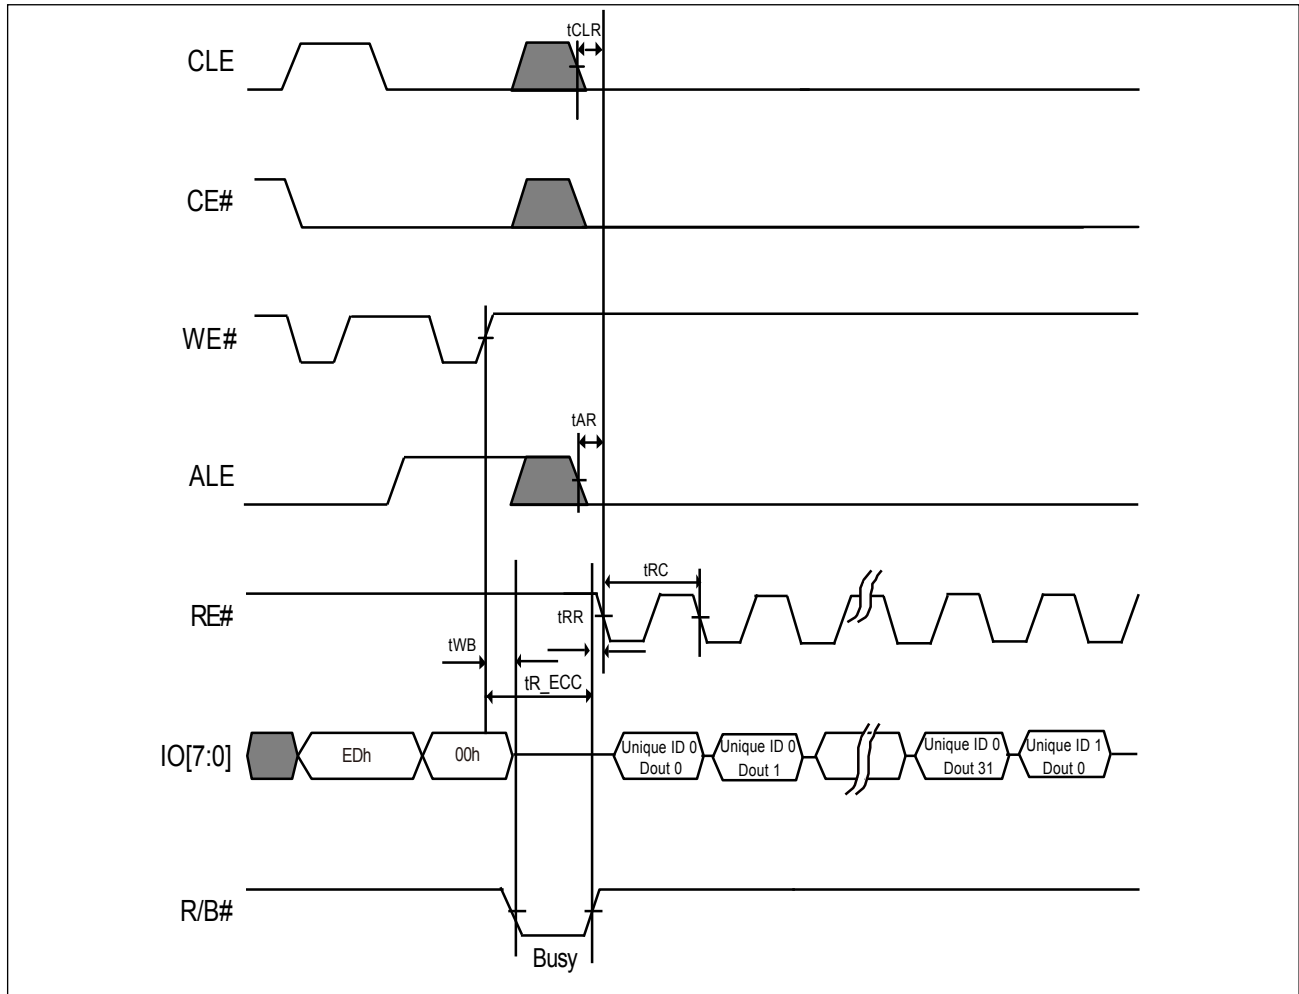 tCLR
CLE
CE#
WE#
tAR
ALE
tRC
RE#
tRR
tWB
tR_ECC
IO[7:0]
EDh
00h
Unique ID 0
Dout 0
Unique ID 0
Dout 1
Unique ID 0
Dout 31
Unique ID 1
Dout 0
R/B#
Busy